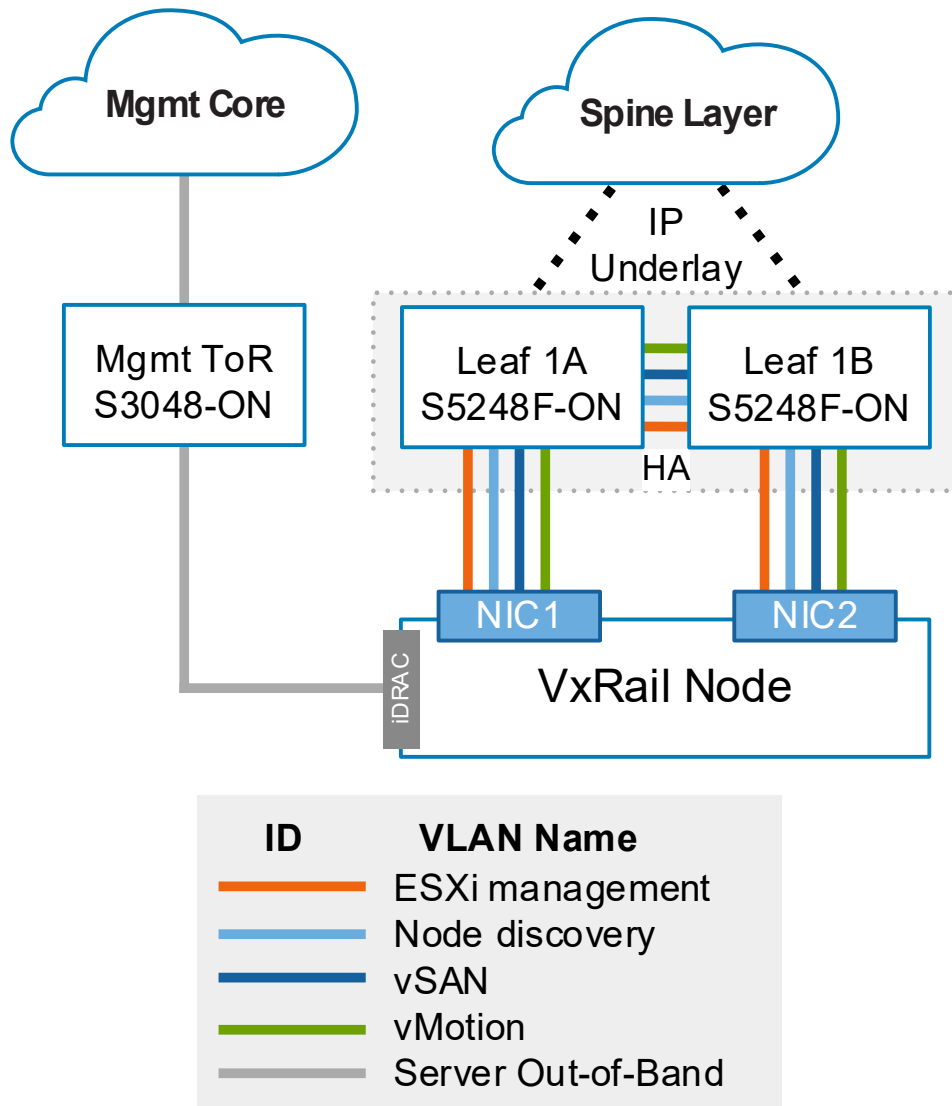 Mgmt Core
Spine Layer
IP
Underlay
Mgmt ToR
S3048-ON
Leaf 1A
S5248F-ON
Leaf 1B
S5248F-ON
HA
NIC1
NIC2
iDRAC
VxRail Node
ID VLAN Name
ESXi management
Node discovery
vSAN
vMotion
Server Out-of-Band